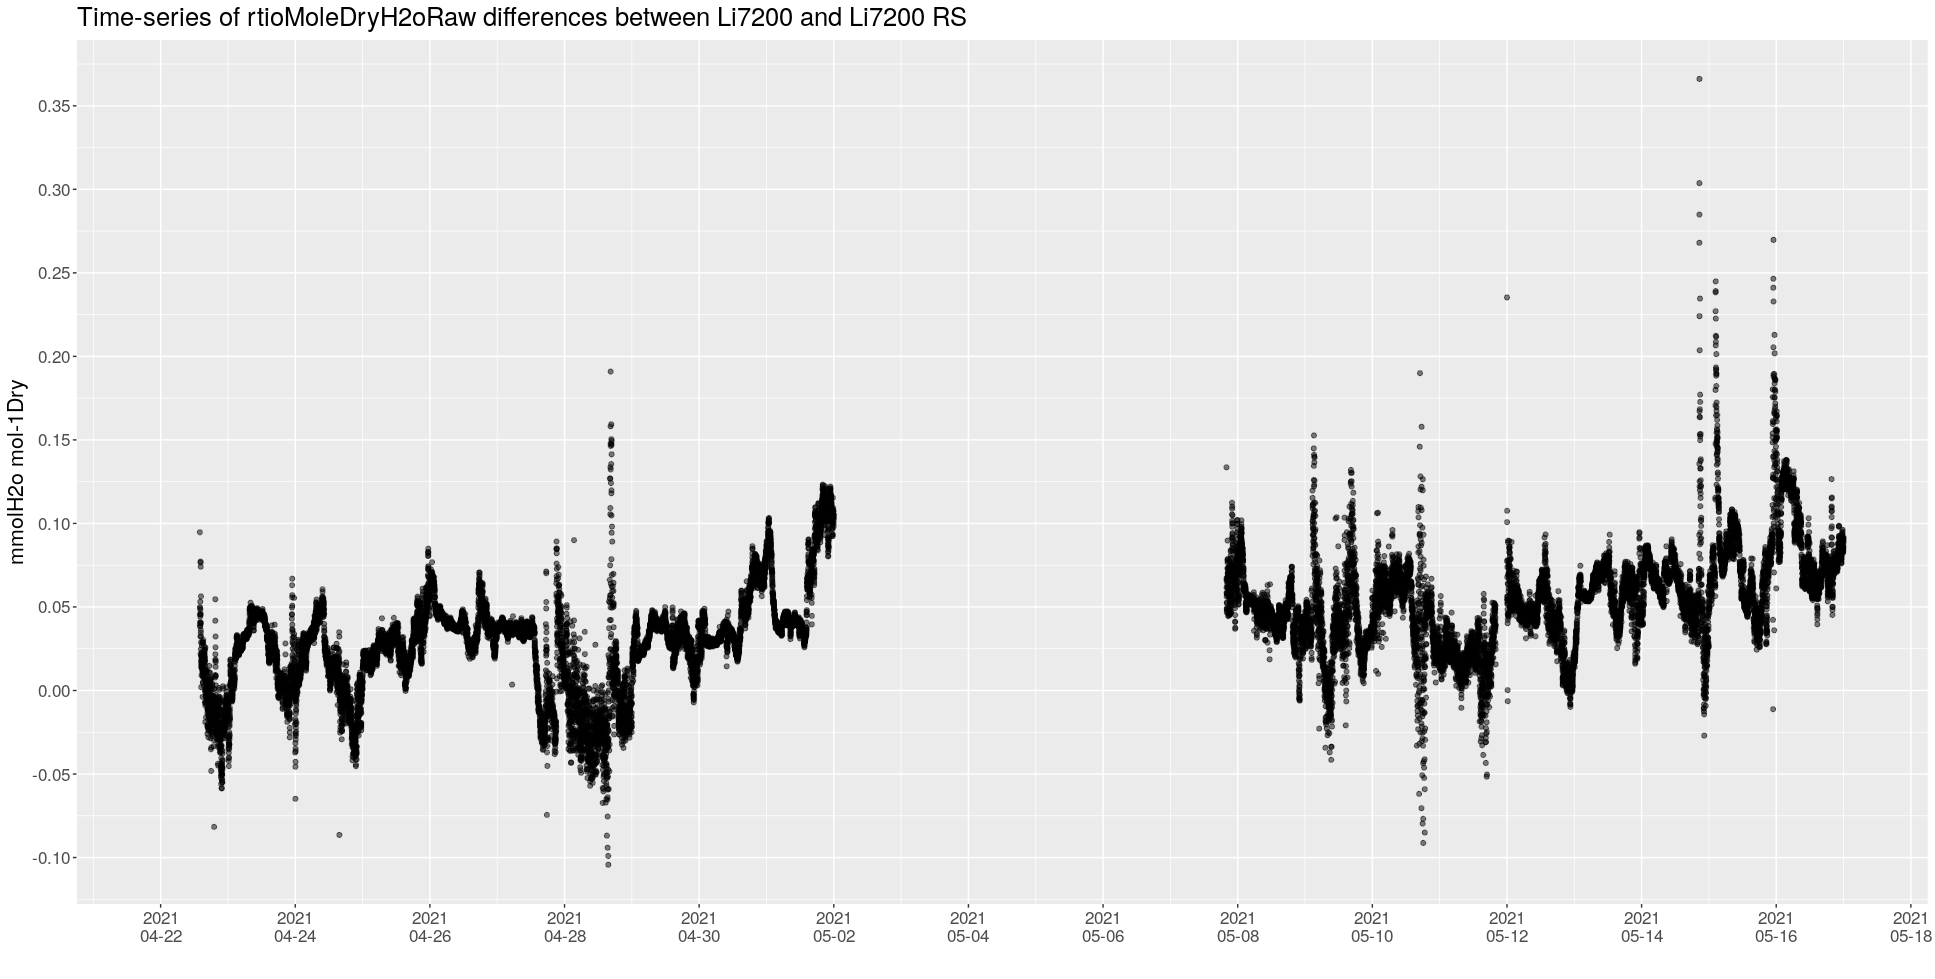 Time-series of rtioMoleDryH2oRaw differences between Li7200 and Li7200 RS
mmolH2o mol-1Dry
0.35
0.30
0.25
0.20
0.15
0.10
0.05
0.00
-0.05
-0.10
2021 2021 2021 2021 2021 2021 2021 2021 2021 2021 2021 2021 2021 2021
04-22 04-24 04-26 04-28 04-30 05-02 05-04 05-06 05-08 05-10 05-12 05-14 05-16 05-18